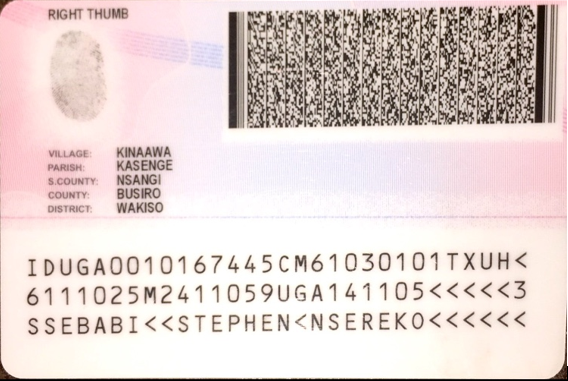 RIGHT THUMB
VILLAGE: KINAAWA
PARISH: KASENGE
S.COUNTY: NSANGI
COUNTY: BUSIRO
DISTRICT: WAKISO
IDUGA0010167445CM61030101TXUH<
6111025M2411059UGA141105<<<<<3
SSEBABI<<STEPHEN<NSEREKO<<<<<<